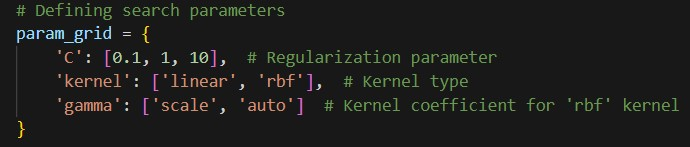 # Defining search parameters
param_grid = {
    'C': [0.1, 1, 10],  # Regularization parameter
    'kernel': ['linear', 'rbf'],  # Kernel type
    'gamma': ['scale', 'auto']  # Kernel coefficient for 'rbf' kernel
}